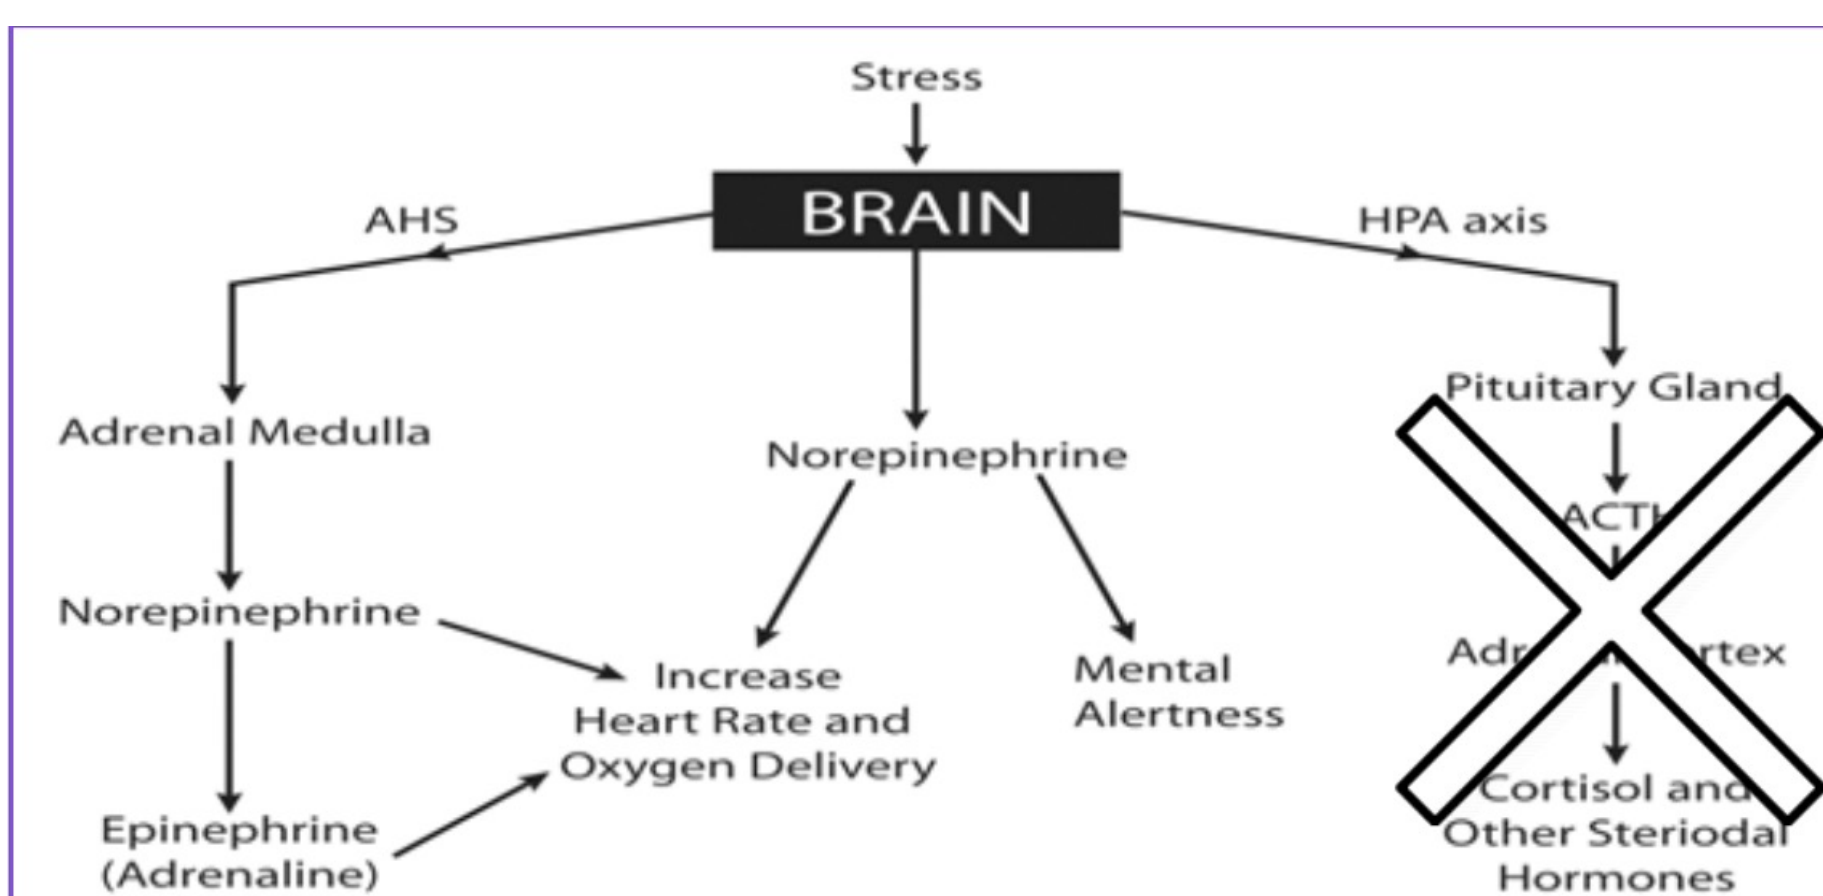 Stress
BRAIN
AHS
HPA axis
Pituitary Gland
Adrenal Medulla
Norepinephrine
ACTH
Norepinephrine
Increase
Heart Rate and
Oxygen Delivery
Mental
Alertness
Epinephrine
(Adrenaline)
Cortisol and
Other Steriodal
Hormones